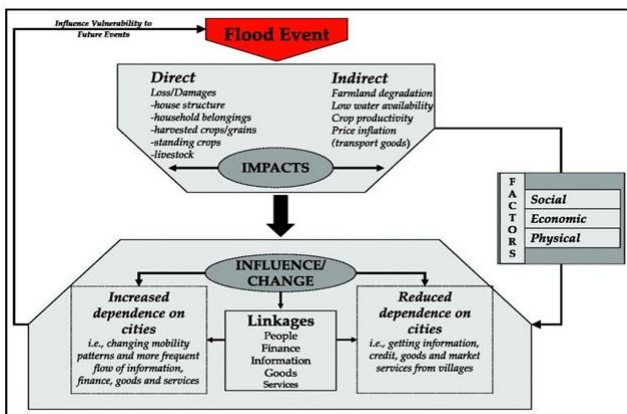 Influence Vulnerability to
Future Events
Flood Event
Direct
Loss/Damages
-house structure
-household belongings
-harvested crops/grains
-standing crops
-livestock
Indirect
Farmland degradation
Low water availability
Crop productivity
Price inflation
(transport goods)
IMPACTS
FACTORS
Social
Economic
Physical
INFLUENCE/
CHANGE
Increased
dependence on
cities
i.e., changing mobility
patterns and more frequent
flow of information,
finance, goods and services
Linkages
People
Finance
Information
Goods
Services
Reduced
dependence on
cities
i.e., getting information,
credit, goods and market
services from villages